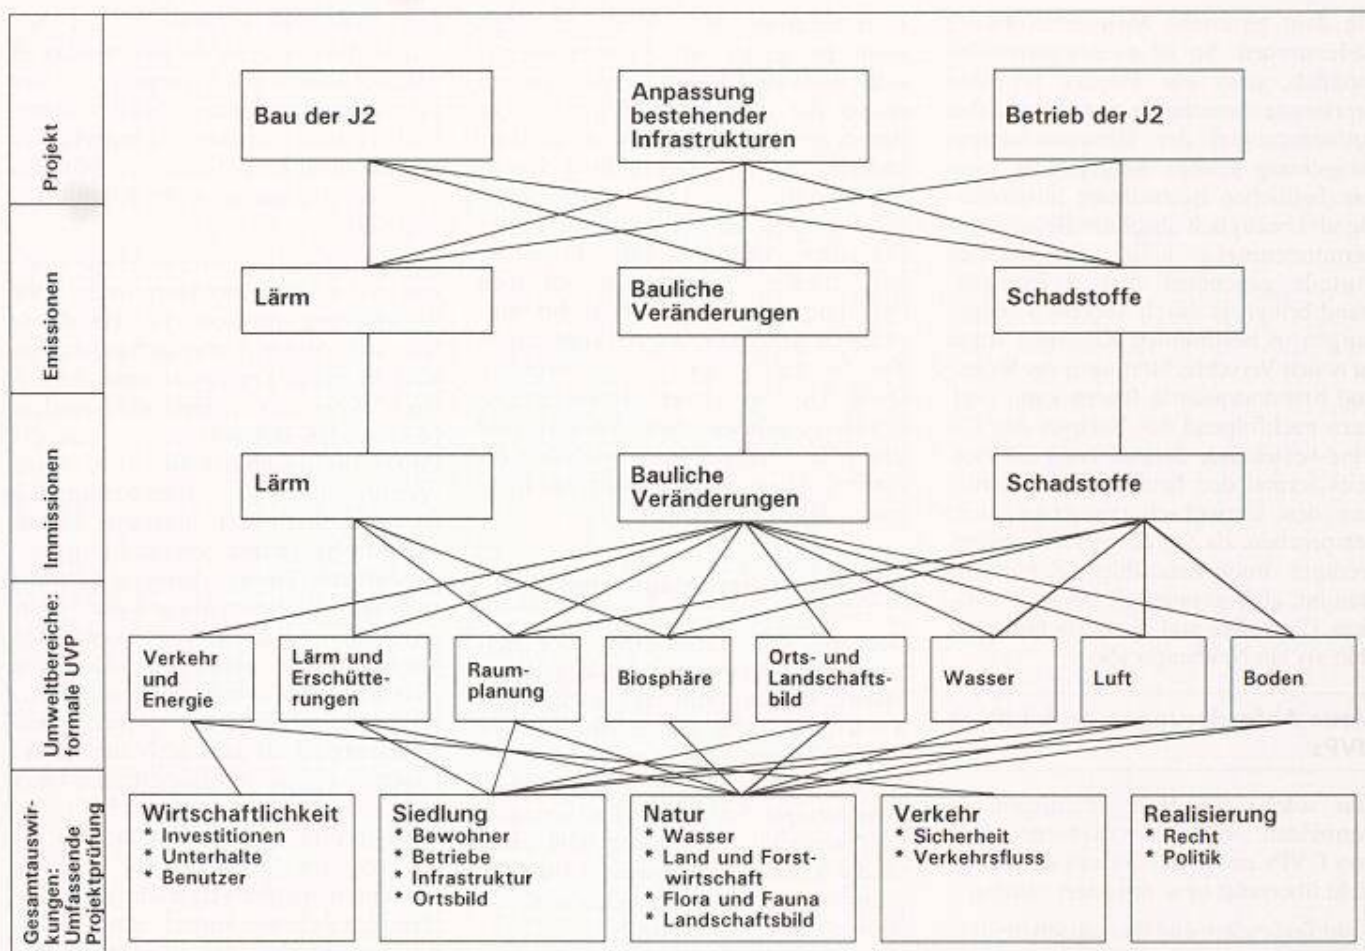 Projekt
Bau der J2
Anpassung
bestehender
Infrastrukturen
Betrieb der J2
Emissionen
Lärm
Bauliche
Veränderungen
Schadstoffe
Immissionen
Lärm
Bauliche
Veränderungen
Schadstoffe
Umweltbereiche:
formale UVP
Verkehr
und
Energie
Lärm und
Erschütte-
rungen
Raum-
planung
Biosphäre
Orts- und
Landschafts-
bild
Wasser
Luft
Boden
Gesamtauswir-
kungen:
Umfassende
Projektprüfung
Wirtschaftlichkeit
* Investitionen
* Unterhalte
* Benutzer
Siedlung
* Bewohner
* Betriebe
* Infrastruktur
* Ortsbild
Natur
* Wasser
* Land und Forst-
wirtschaft
* Flora und Fauna
* Landschaftsbild
Verkehr
* Sicherheit
* Verkehrsfluss
Realisierung
* Recht
* Politik